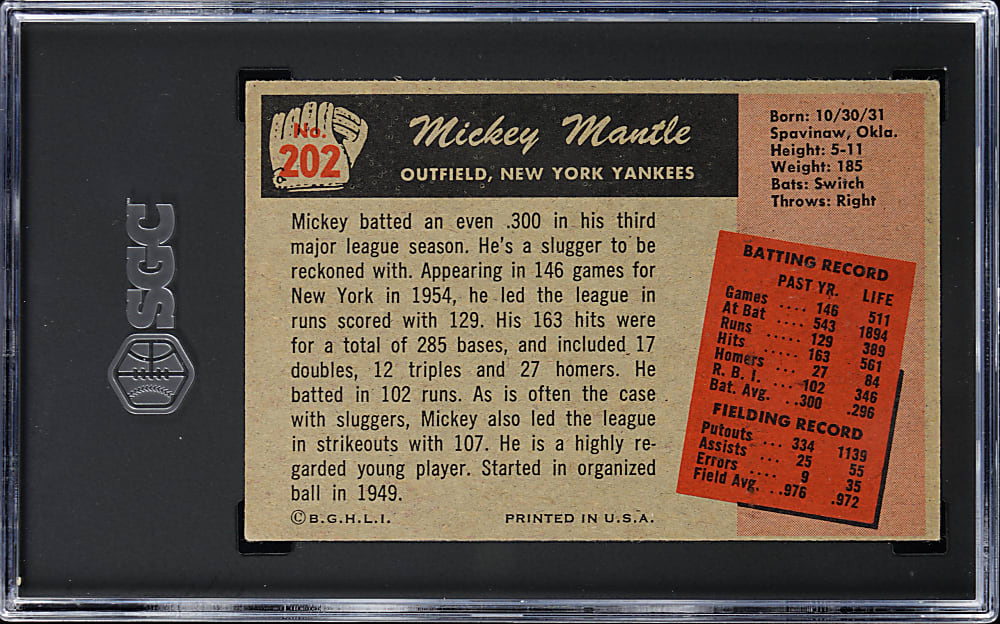 SGC
No.
202
Mickey Mantle
OUTFIELD, NEW YORK YANKEES
Born: 10/30/31
Spavinaw, Okla.
Height: 5-11
Weight: 185
Bats: Switch
Throws: Right
Mickey batted an even .300 in his third
major league season. He's a slugger to be
reckoned with. Appearing in 146 games for
New York in 1954, he led the league in
runs scored with 129. His 163 hits were
for a total of 285 bases, and included 17
doubles, 12 triples and 27 homers. He
batted in 102 runs. As is often the case
with sluggers, Mickey also led the league
in strikeouts with 107. He is a highly re-
garded young player. Started in organized
ball in 1949.
©B.G.H.L.I. PRINTED IN U.S.A.
BATTING RECORD
PAST YR. LIFE
Games .... 146 511
At Bat .... 543 1894
Runs ..... 129 389
Hits ..... 163 561
Homers ... 27 84
R. B. I. ... 102 346
Bat. Avg. ...300 .296
FIELDING RECORD
Putouts ... 334 1139
Assists ... 25 55
Errors .... 9 35
Field Avg. ..976 .972